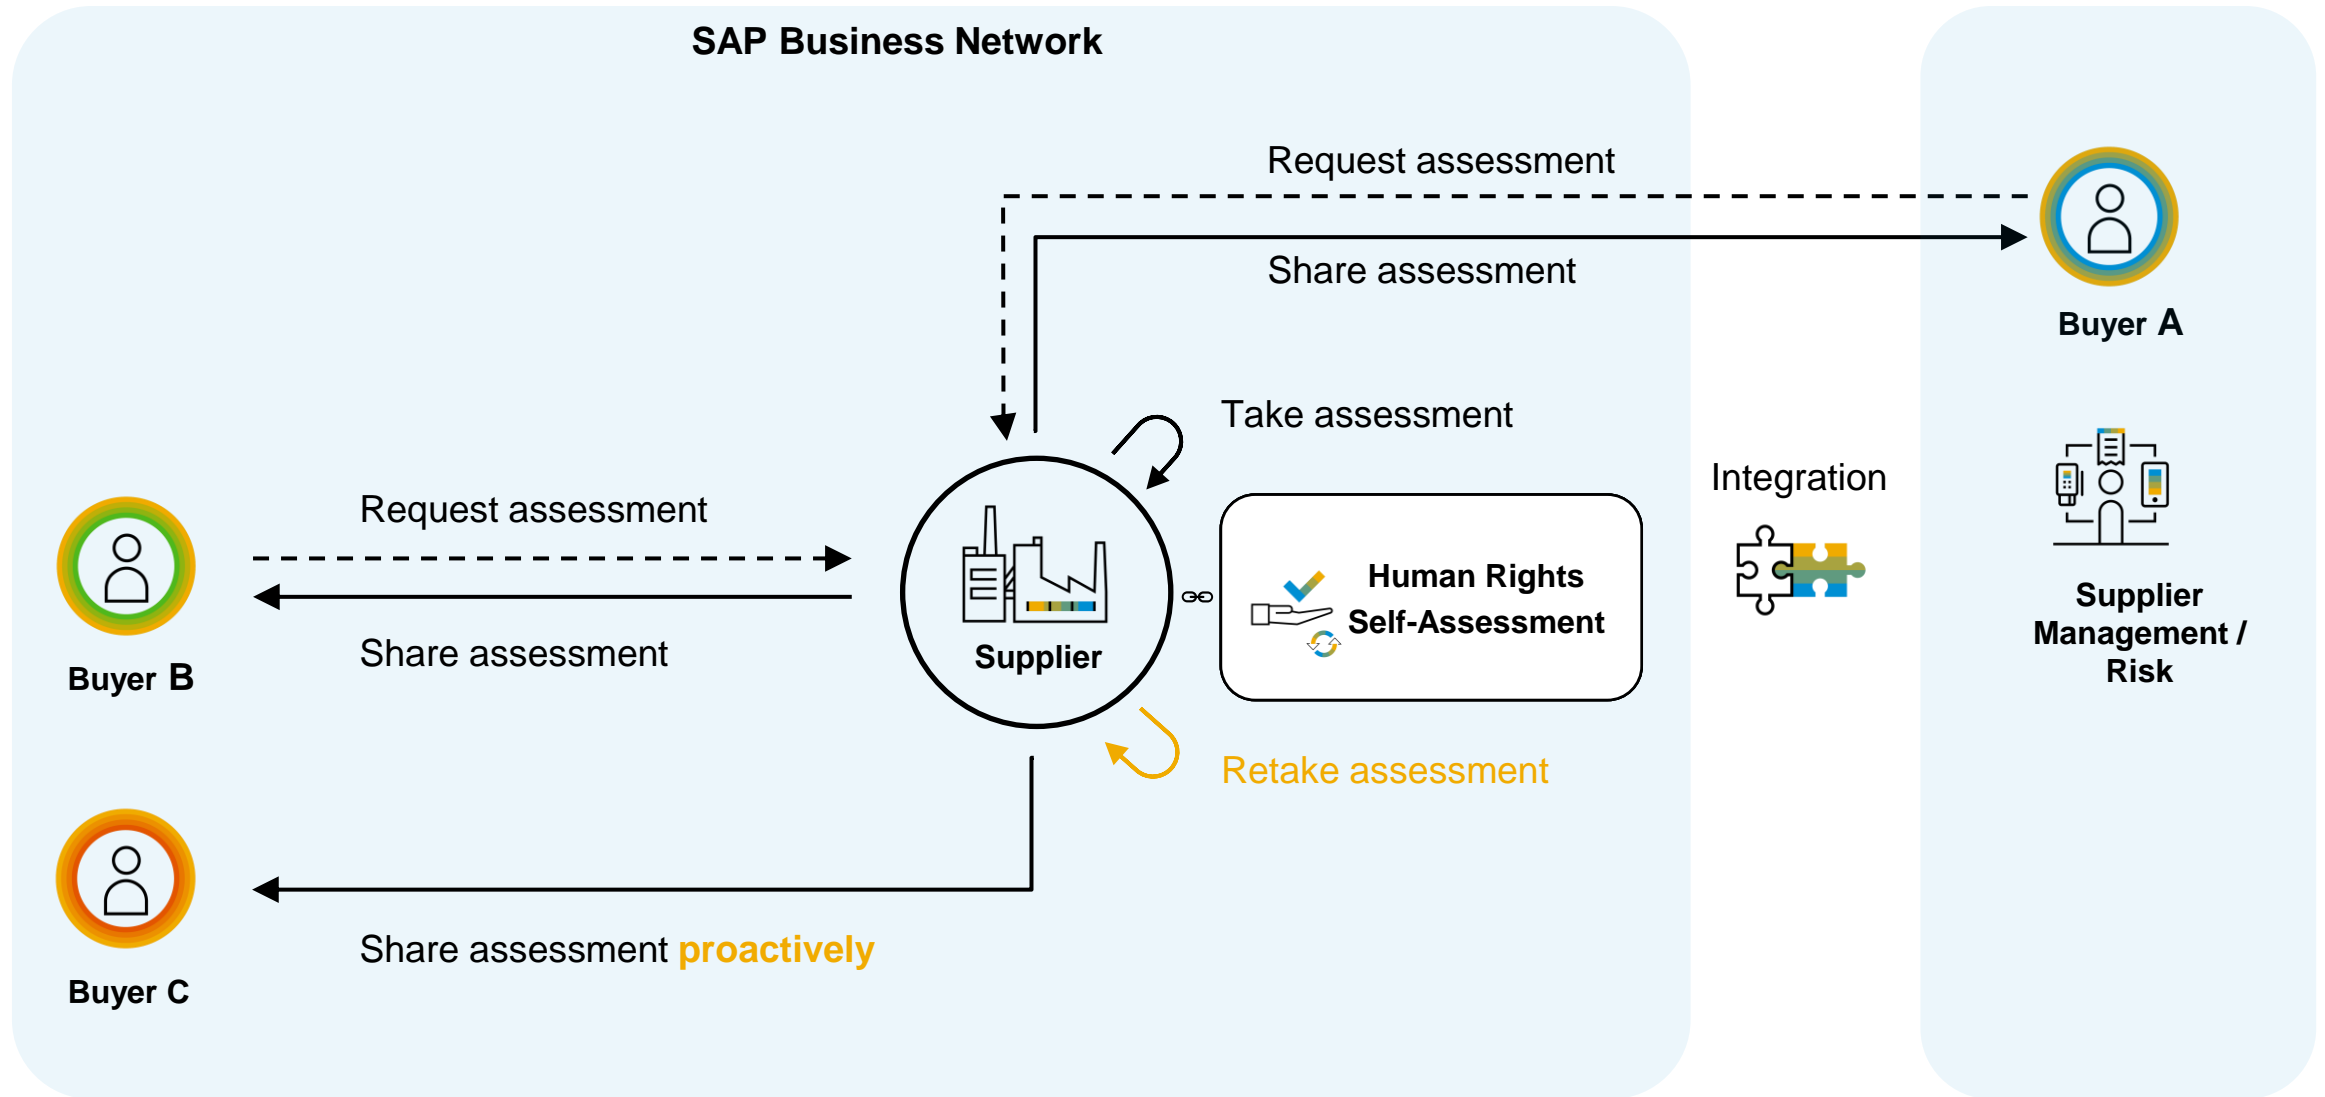 SAP Business Network
Request assessment
Share assessment
Buyer A
Take assessment
Integration
Request assessment
Human Rights
Self-Assessment
Supplier
Management /
Risk
Supplier
Share assessment
Buyer B
Retake assessment
Share assessment proactively
Buyer C